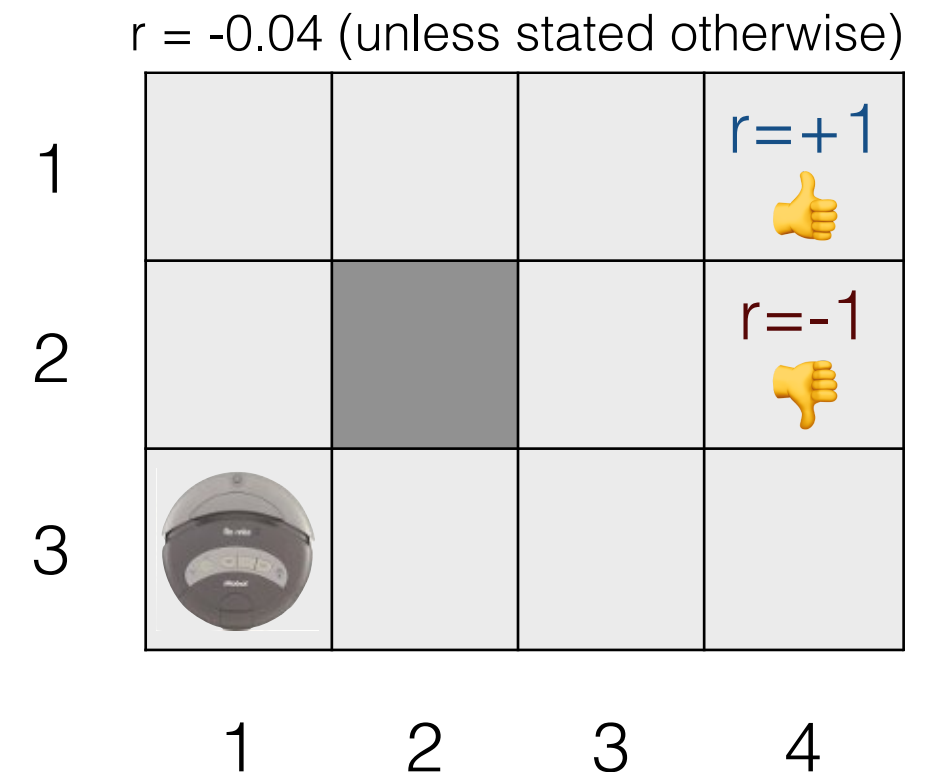 r = -0.04 (unless stated otherwise)
1
r=+1
2
r=-1
3
1 2 3 4